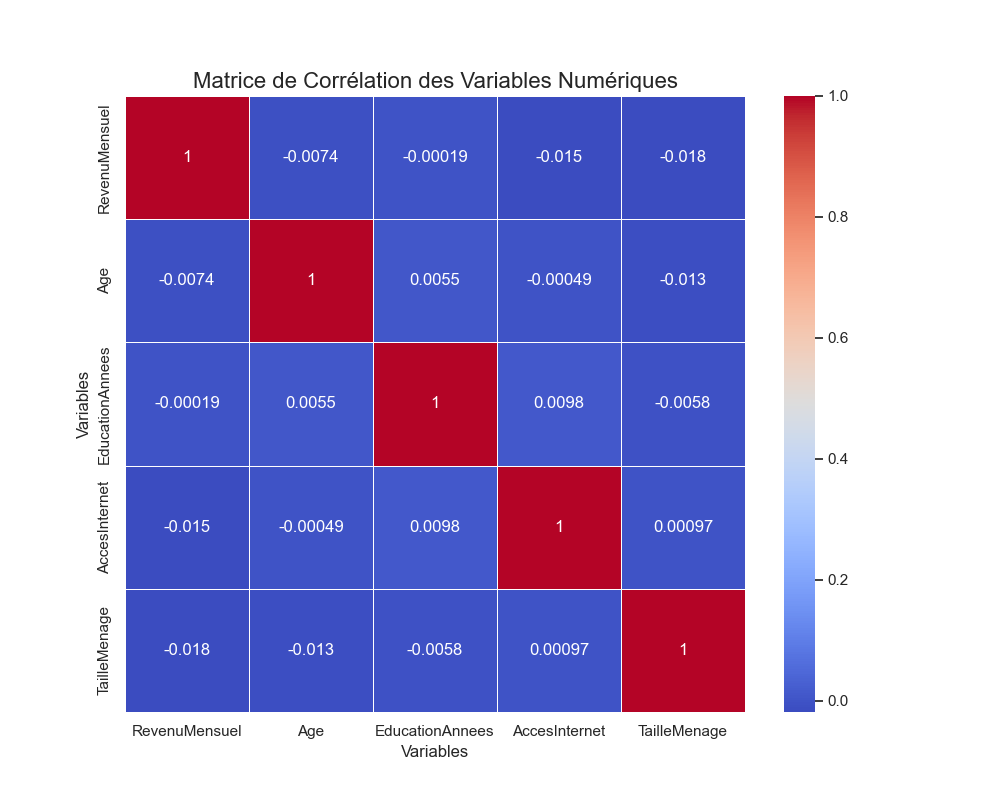 Matrice de Corrélation des Variables Numériques
RevenuMensuel 1 -0.0074 -0.00019 -0.015 -0.018
Age -0.0074 1 0.0055 -0.00049 -0.013
EducationAnnees -0.00019 0.0055 1 0.0098 -0.0058
AccesInternet -0.015 -0.00049 0.0098 1 0.00097
TailleMenage -0.018 -0.013 -0.0058 0.00097 1
Variables
RevenuMensuel Age EducationAnnees AccesInternet TailleMenage
Variables
1.0
0.8
0.6
0.4
0.2
0.0